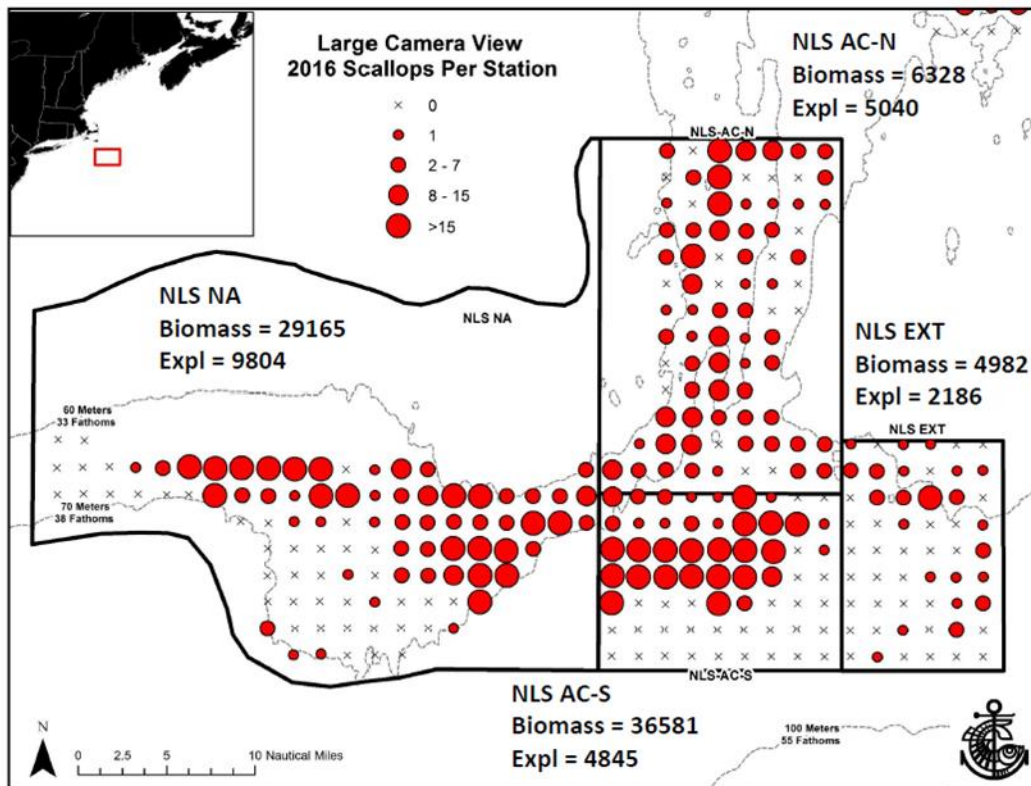 Large Camera View
2016 Scallops Per Station
0
1
2 - 7
8 - 15
>15
NLS AC-N
Biomass = 6328
Expl = 5040
NLS-AC-N
NLS NA
Biomass = 29165
Expl = 9804
NLS NA
NLS EXT
Biomass = 4982
Expl = 2186
NLS EXT
60 Meters
33 Fathoms
70 Meters
38 Fathoms
NLS-AC-S
NLS AC-S
Biomass = 36581
Expl = 4845
N
0 2.5 5 10 Nautical Miles
100 Meters
55 Fathoms